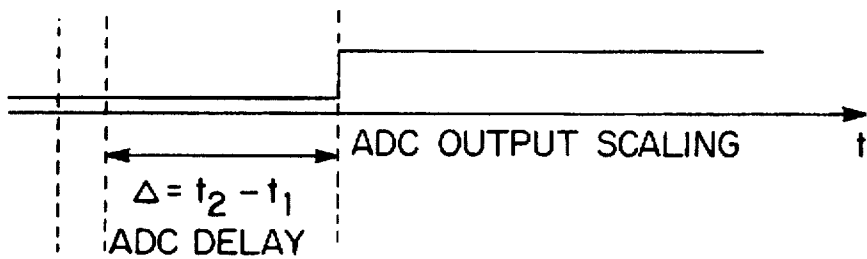 ADC OUTPUT SCALING
t
Δ = t₂ − t₁
ADC DELAY